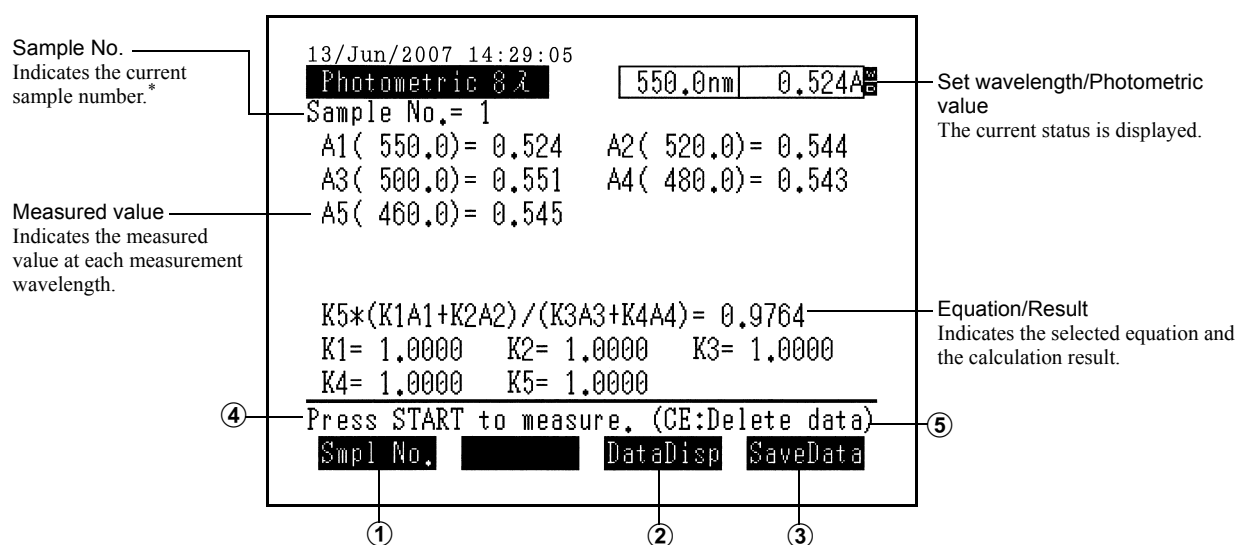 Sample No.
Indicates the current
sample number.*
Measured value
Indicates the measured
value at each measurement
wavelength.
13/Jun/2007 14:29:05
Photometric 8λ
550.0nm 0.524A
Sample No.= 1
A1( 550.0)= 0.524 A2( 520.0)= 0.544
A3( 500.0)= 0.551 A4( 480.0)= 0.543
A5( 460.0)= 0.545
K5*(K1A1+K2A2)/(K3A3+K4A4)= 0.9764
K1= 1.0000 K2= 1.0000 K3= 1.0000
K4= 1.0000 K5= 1.0000
Press START to measure. (CE:Delete data)
Smpl No. DataDisp SaveData
Set wavelength/Photometric
value
The current status is displayed.
Equation/Result
Indicates the selected equation and
the calculation result.
④
⑤
① ② ③